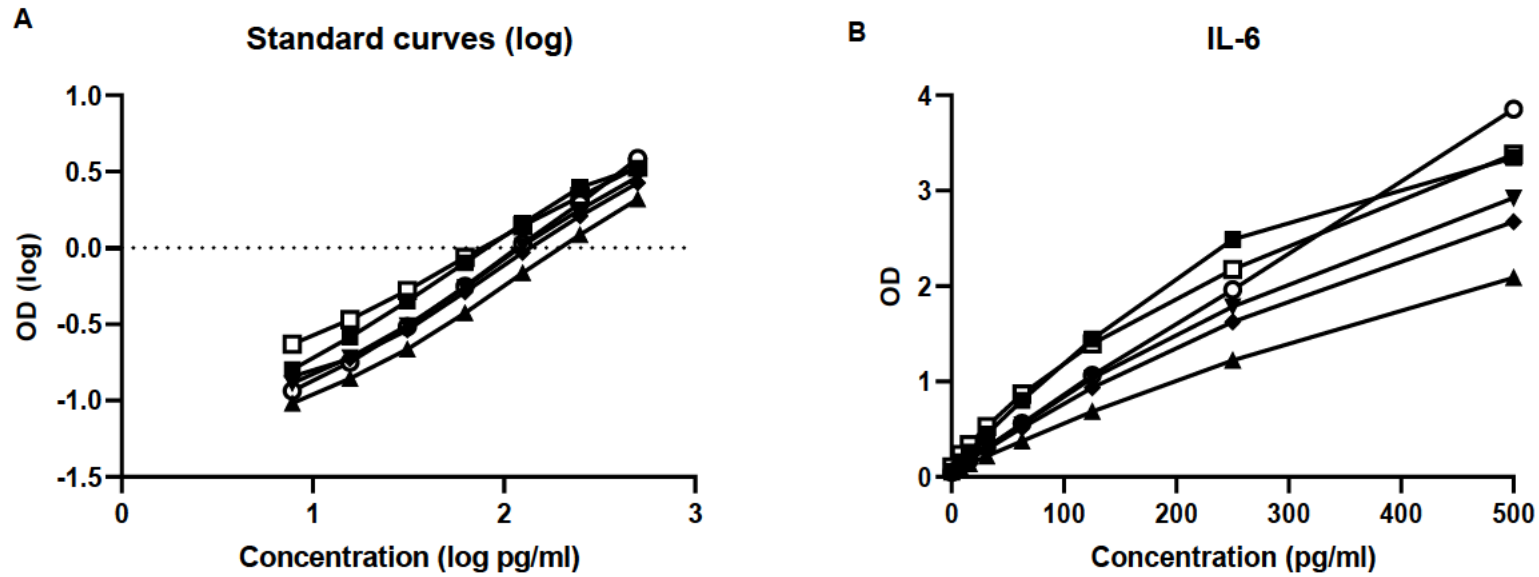 A
Standard curves (log)
OD (log)
1.0
0.5
0.0
-0.5
-1.0
-1.5
0 1 2 3
Concentration (log pg/ml)
B
IL-6
OD
4
3
2
1
0
0 100 200 300 400 500
Concentration (pg/ml)